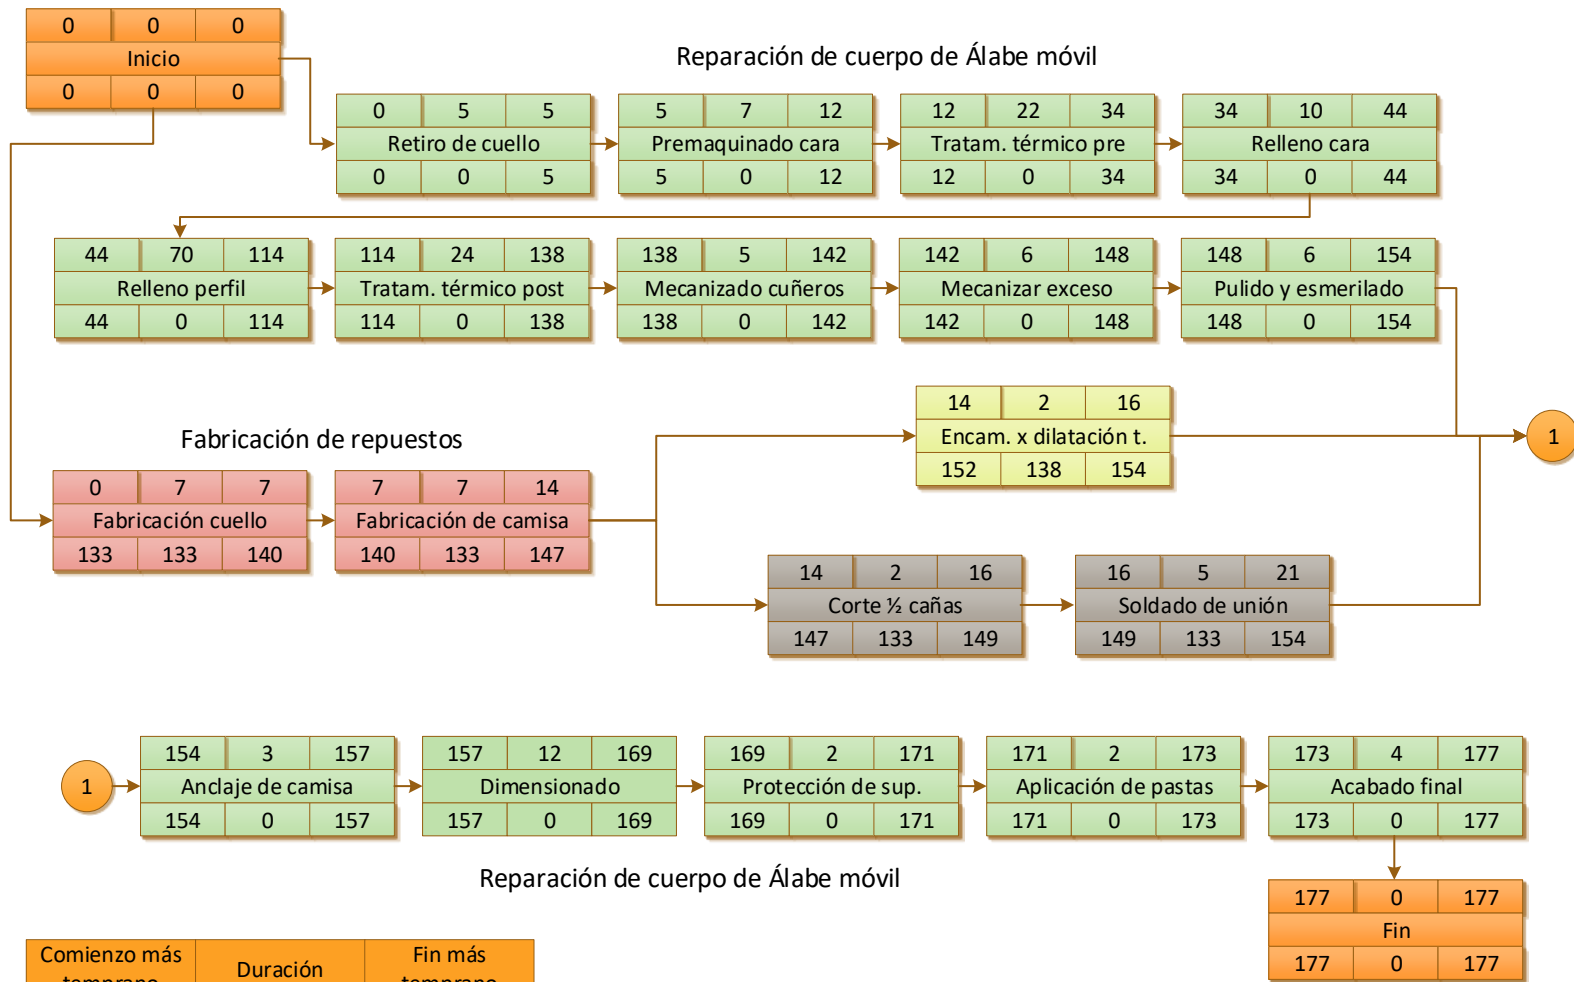 0 0 0
Inicio
0 0 0
Reparación de cuerpo de Álabe móvil
0 5 5
Retiro de cuello
0 0 5
5 7 12
Premaquinado cara
5 0 12
12 22 34
Tratam. térmico pre
12 0 34
34 10 44
Relleno cara
34 0 44
44 70 114
Relleno perfil
44 0 114
114 24 138
Tratam. térmico post
114 0 138
138 5 142
Mecanizado cuñeros
138 0 142
142 6 148
Mecanizar exceso
142 0 148
148 6 154
Pulido y esmerilado
148 0 154
Fabricación de repuestos
0 7 7
Fabricación cuello
133 133 140
7 7 14
Fabricación de camisa
140 133 147
14 2 16
Encam. x dilatación t.
152 138 154
1
14 2 16
Corte ½ cañas
147 133 149
16 5 21
Soldado de unión
149 133 154
1
154 3 157
Anclaje de camisa
154 0 157
157 12 169
Dimensionado
157 0 169
169 2 171
Protección de sup.
169 0 171
171 2 173
Aplicación de pastas
171 0 173
173 4 177
Acabado final
173 0 177
Reparación de cuerpo de Álabe móvil
177 0 177
Fin
177 0 177
Comienzo más
temprano
Duración
Fin más
temprano